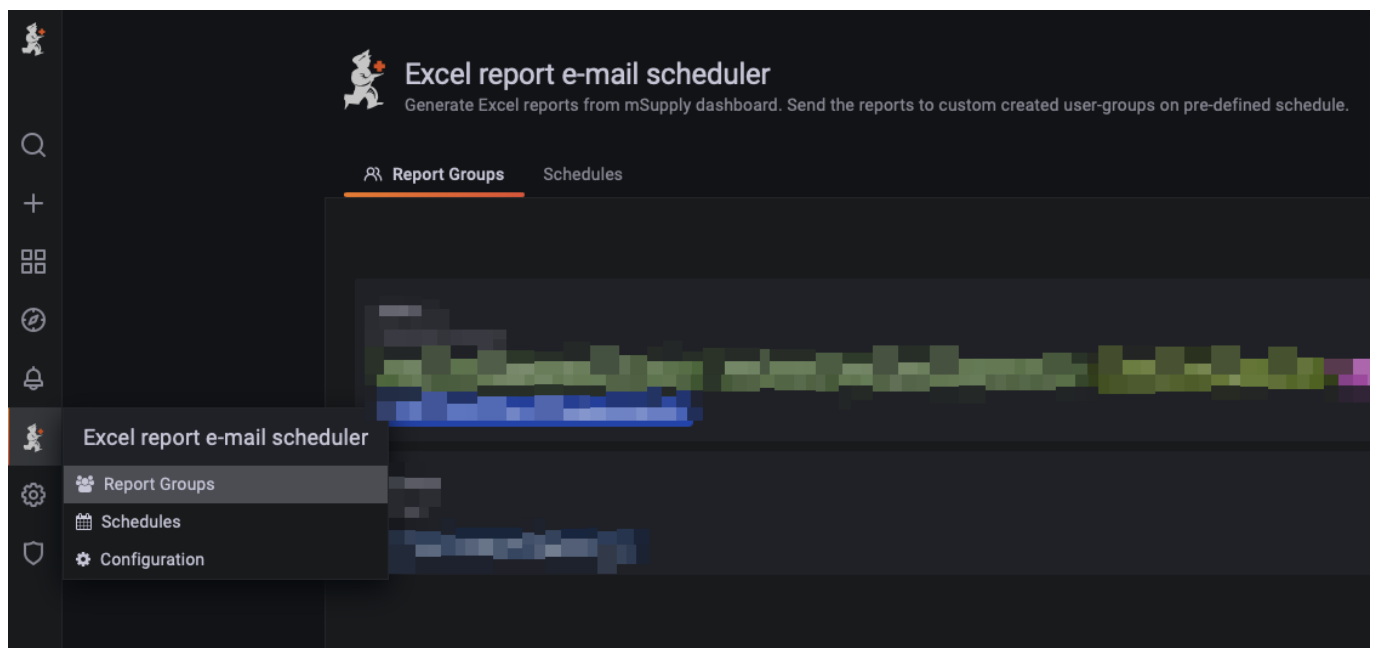 Excel report e-mail scheduler
Generate Excel reports from mSupply dashboard. Send the reports to custom created user-groups on pre-defined schedule.
Report Groups
Schedules
Excel report e-mail scheduler
Report Groups
Schedules
Configuration